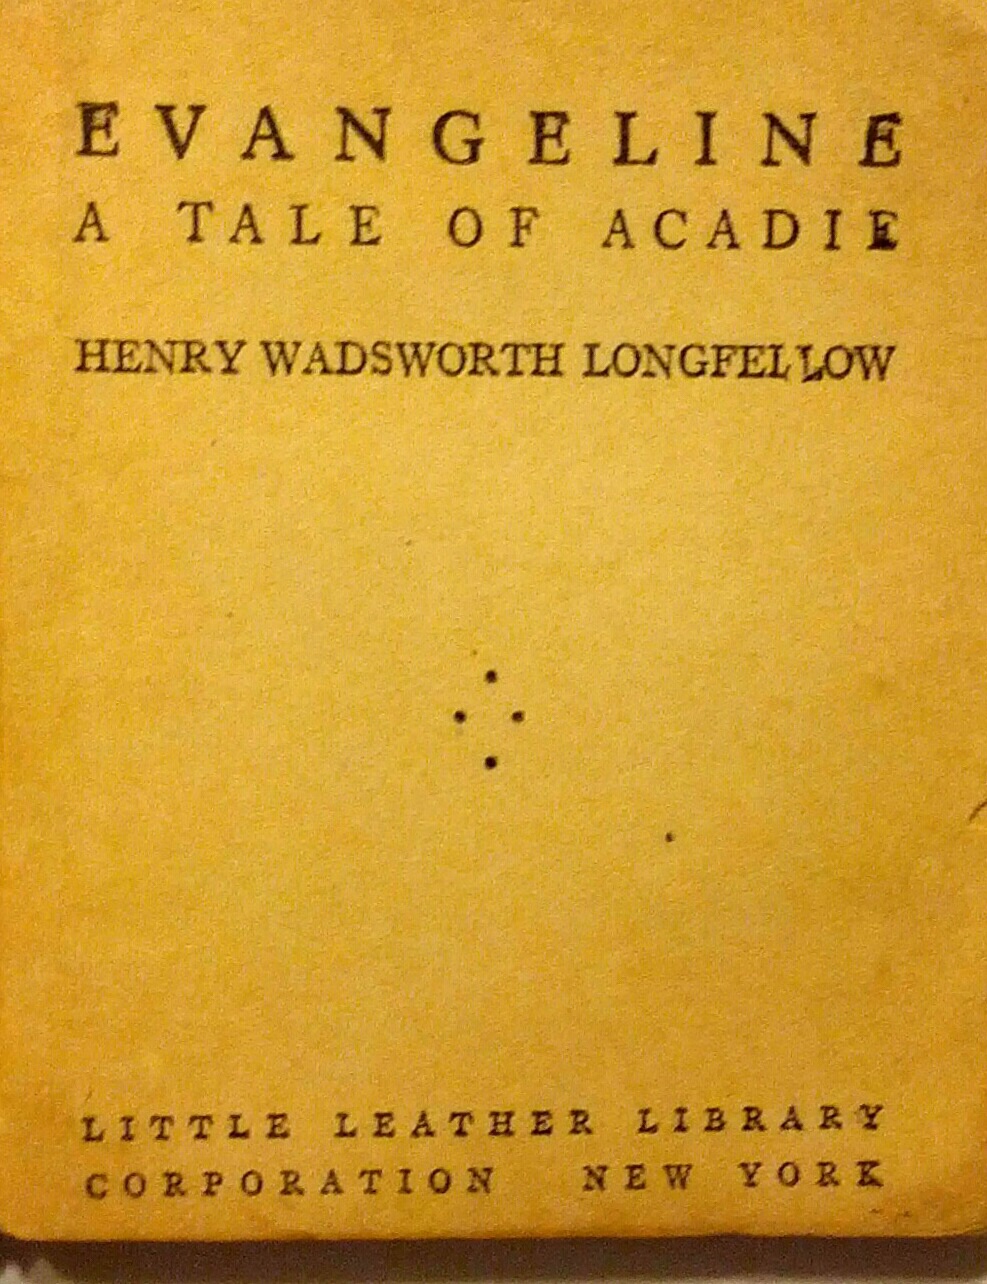 EVANGELINE
A TALE OF ACADIE
HENRY WADSWORTH LONGFELLOW
LITTLE LEATHER LIBRARY
CORPORATION NEW YORK